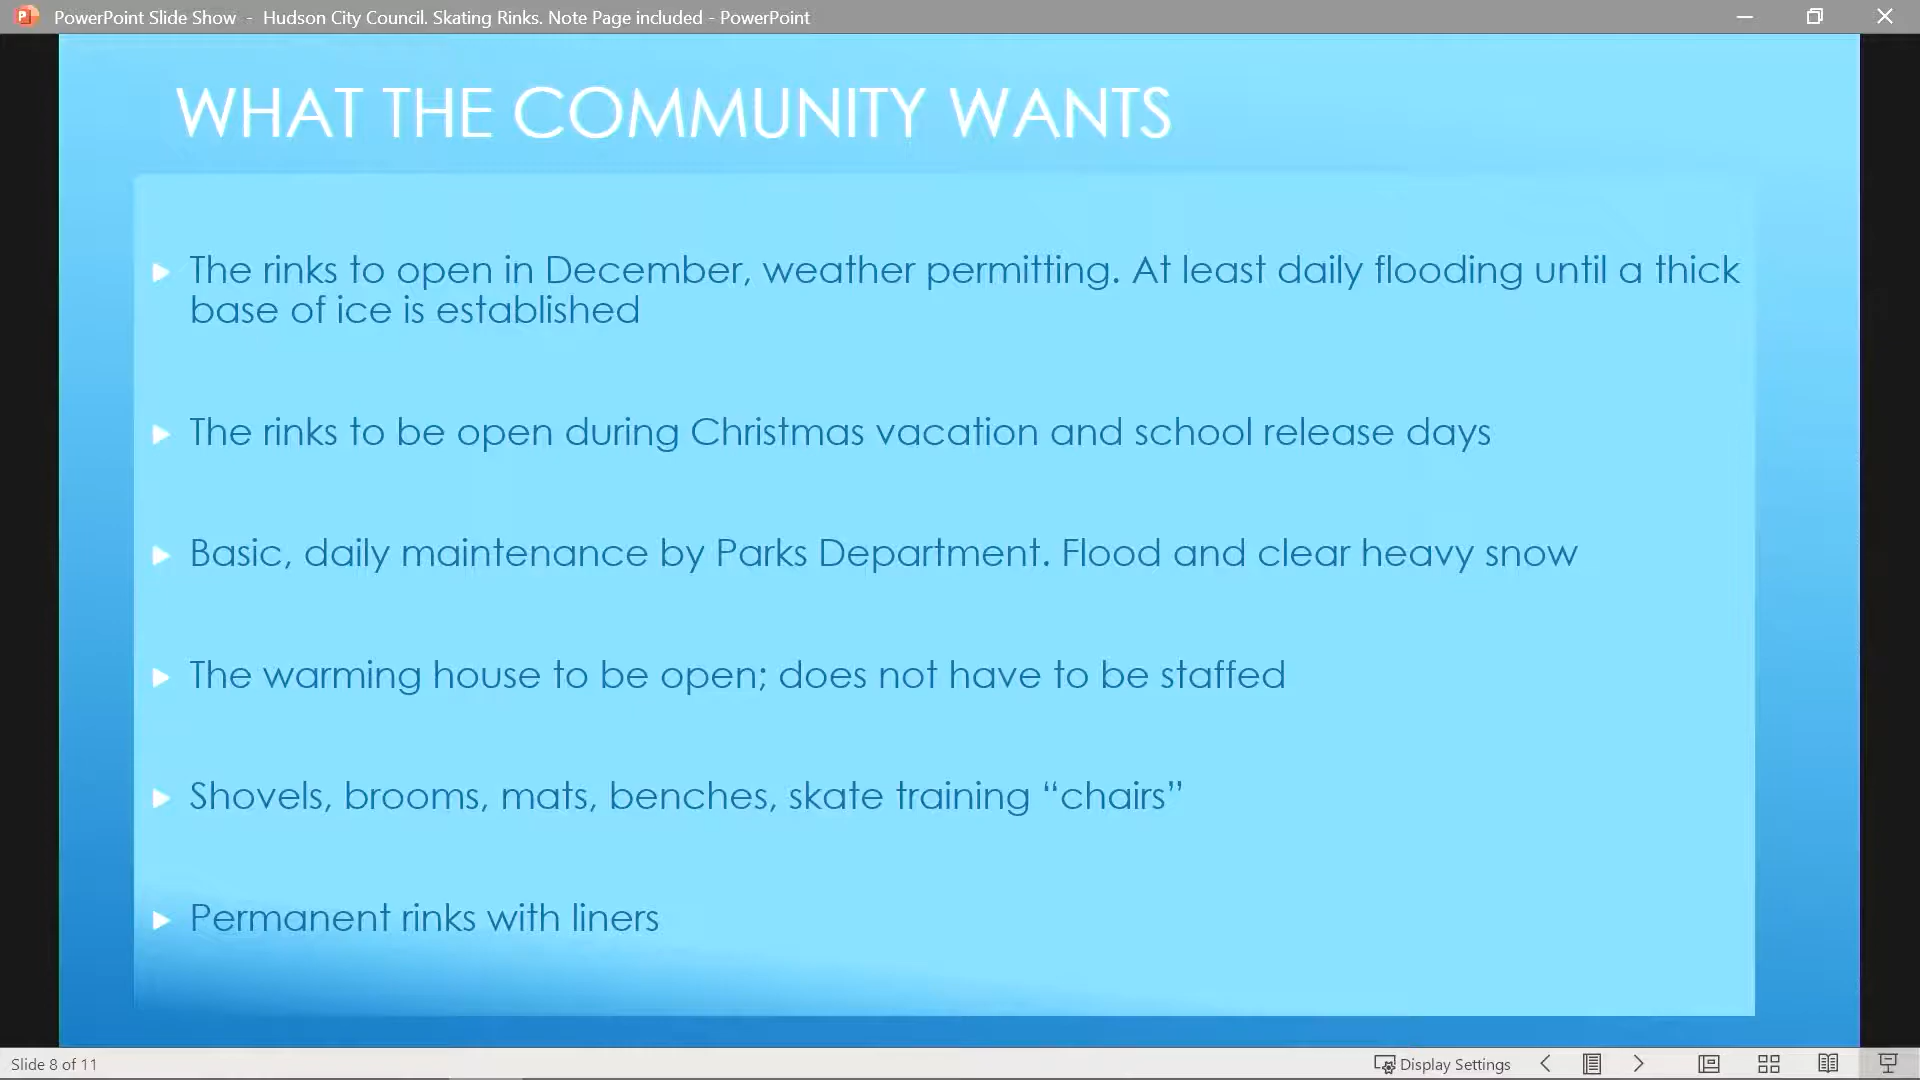 PowerPoint Slide Show - Hudson City Council. Skating Rinks. Note Page included - PowerPoint
WHAT THE COMMUNITY WANTS
The rinks to open in December, weather permitting. At least daily flooding until a thick
base of ice is established
The rinks to be open during Christmas vacation and school release days
Basic, daily maintenance by Parks Department. Flood and clear heavy snow
The warming house to be open; does not have to be staffed
Shovels, brooms, mats, benches, skate training “chairs”
Permanent rinks with liners
Slide 8 of 11
Display Settings